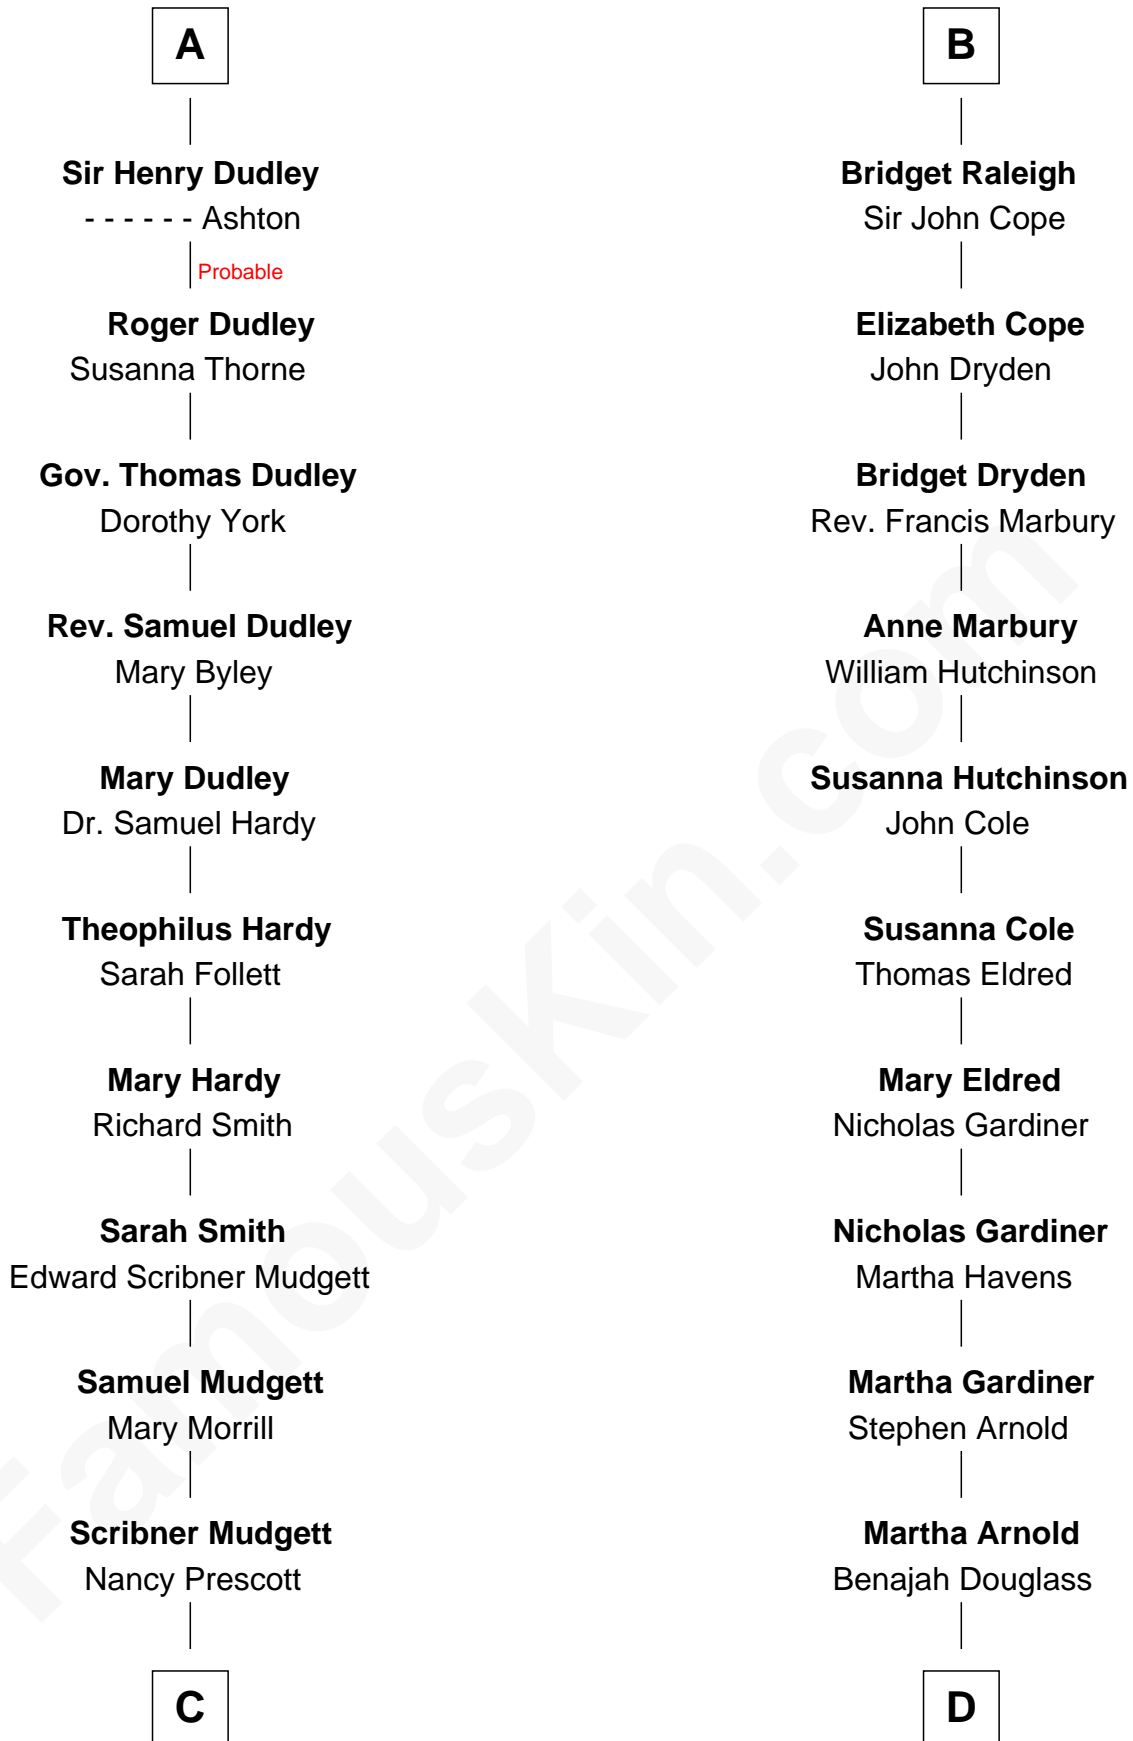 A
Sir Henry Dudley
- - - - - - Ashton
Probable
Roger Dudley
Susanna Thorne
Gov. Thomas Dudley
Dorothy York
Rev. Samuel Dudley
Mary Byley
Mary Dudley
Dr. Samuel Hardy
Theophilus Hardy
Sarah Follett
Mary Hardy
Richard Smith
Sarah Smith
Edward Scribner Mudgett
Samuel Mudgett
Mary Morrill
Scribner Mudgett
Nancy Prescott
C
B
Bridget Raleigh
Sir John Cope
Elizabeth Cope
John Dryden
Bridget Dryden
Rev. Francis Marbury
Anne Marbury
William Hutchinson
Susanna Hutchinson
John Cole
Susanna Cole
Thomas Eldred
Mary Eldred
Nicholas Gardiner
Nicholas Gardiner
Martha Havens
Martha Gardiner
Stephen Arnold
Martha Arnold
Benajah Douglass
D
FamousKin.com